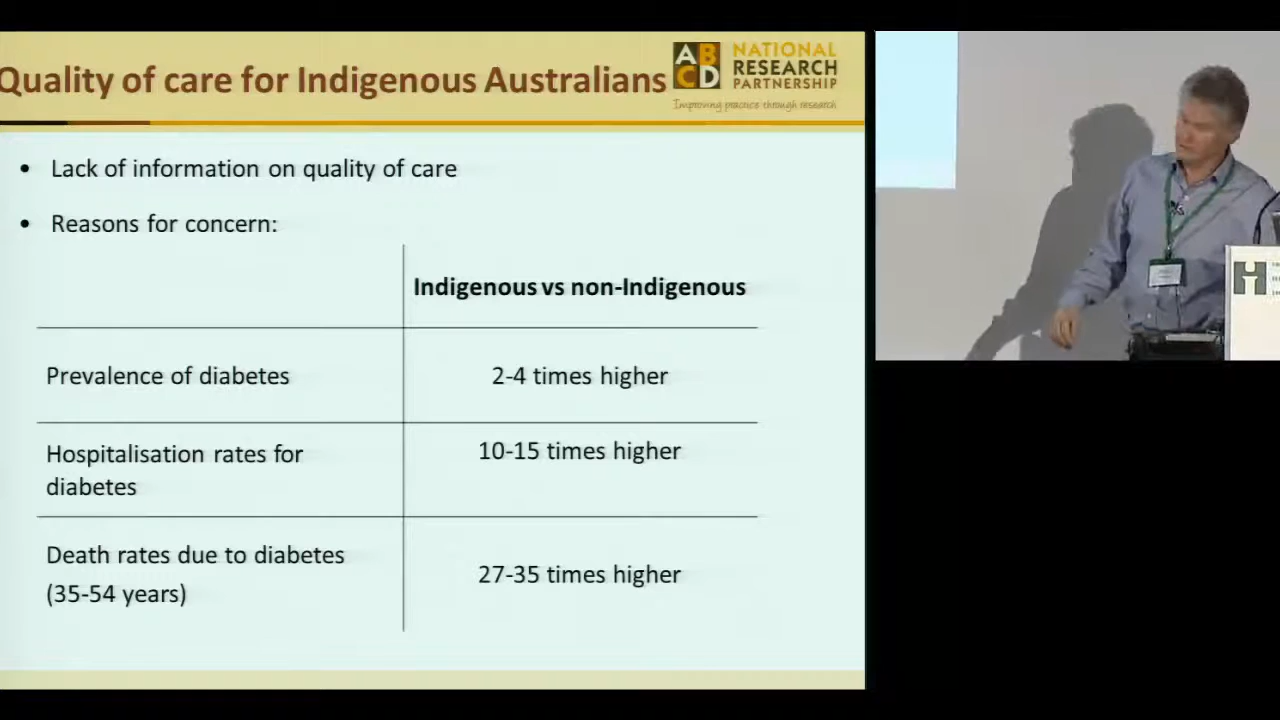 Quality of care for Indigenous Australians
ABCD
NATIONAL
RESEARCH
PARTNERSHIP
Improving practice through research
• Lack of information on quality of care
• Reasons for concern:
Indigenous vs non-Indigenous
Prevalence of diabetes
2-4 times higher
Hospitalisation rates for
diabetes
10-15 times higher
Death rates due to diabetes
(35-54 years)
27-35 times higher